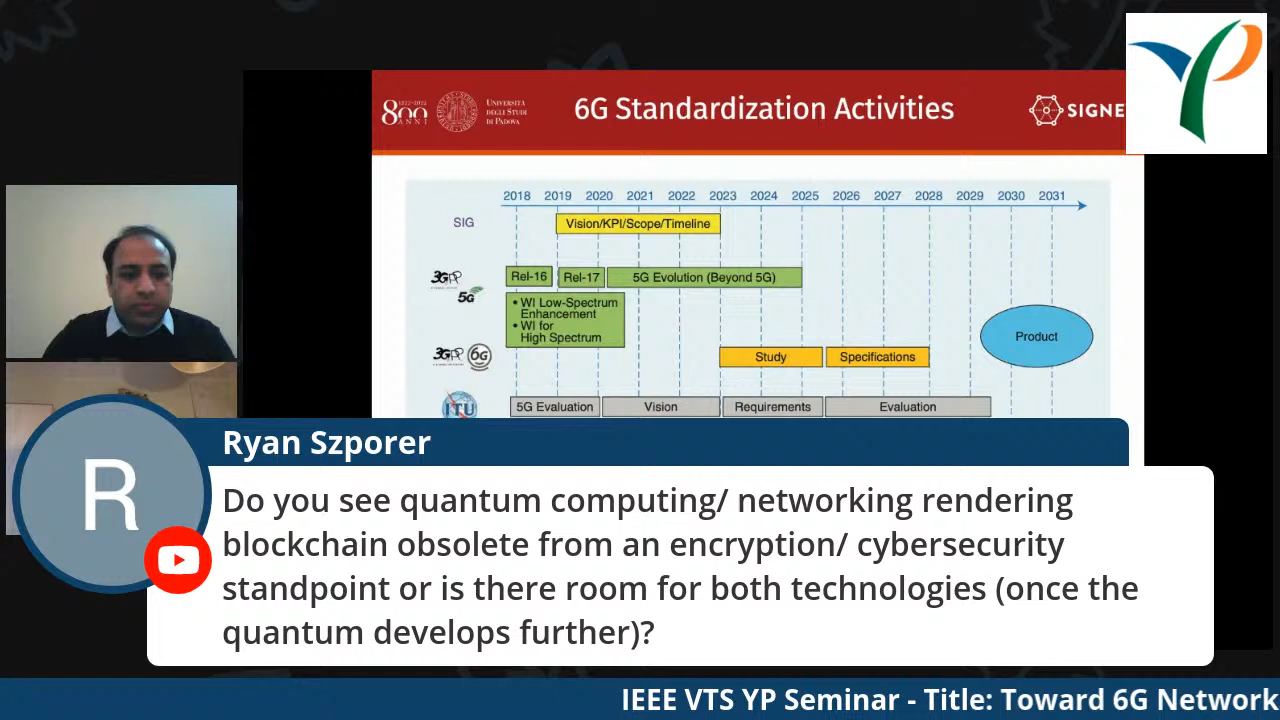 800
1222-2022
ANNI
UNIVERSITÀ
DEGLI STUDI
DI PADOVA
6G Standardization Activities
SIGNE
2018 2019 2020 2021 2022 2023 2024 2025 2026 2027 2028 2029 2030 2031
SIG
Vision/KPI/Scope/Timeline
3GPP
5G
Rel-16
Rel-17
5G Evolution (Beyond 5G)
• WI Low-Spectrum
Enhancement
• WI for
High Spectrum
Product
3GPP 6G
Study
Specifications
ITU
5G Evaluation
Vision
Requirements
Evaluation
R
Ryan Szporer
Do you see quantum computing/ networking rendering
blockchain obsolete from an encryption/ cybersecurity
standpoint or is there room for both technologies (once the
quantum develops further)?
IEEE VTS YP Seminar - Title: Toward 6G Network